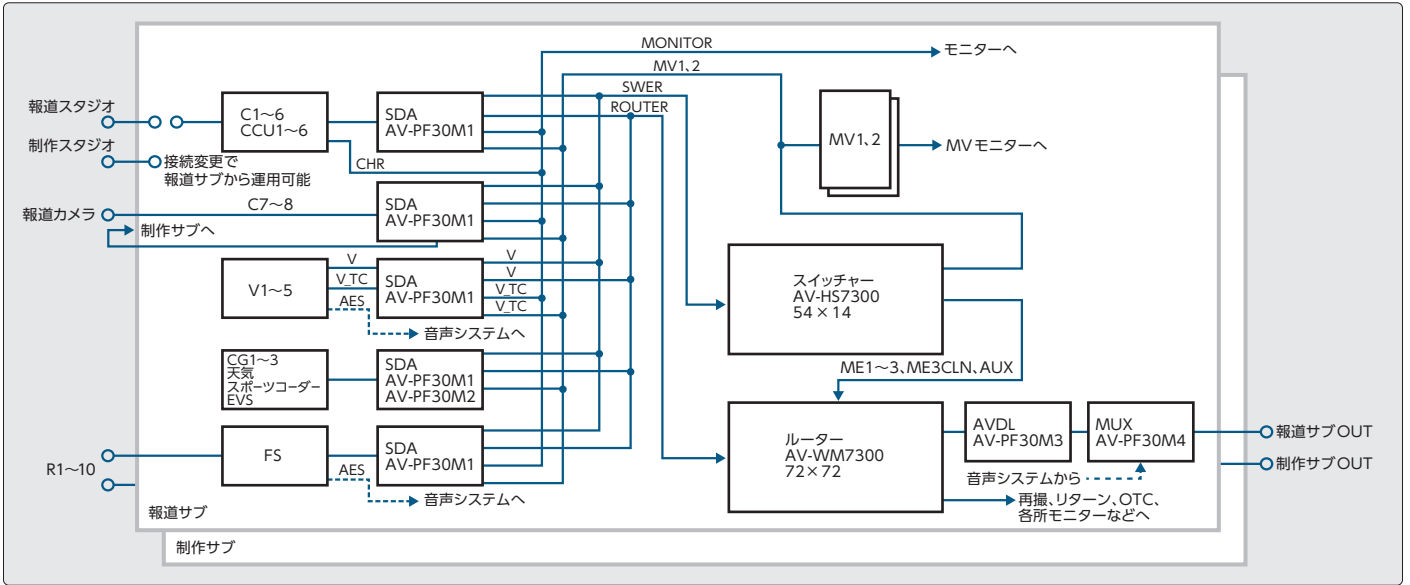 MONITOR
モニターへ
MV1、2
SWER
ROUTER
報道スタジオ
C1~6
CCU1~6
SDA
AV-PF30M1
MV1、2
MVモニターへ
制作スタジオ
接続変更で
報道サブから運用可能
CHR
報道カメラ
C7~8
SDA
AV-PF30M1
制作サブへ
V1~5
V
V_TC
AES
SDA
AV-PF30M1
V
V
V_TC
V_TC
音声システムへ
スイッチャー
AV-HS7300
54×14
CG1~3
天気
スポーツコーダー
EVS
SDA
AV-PF30M1
AV-PF30M2
ME1~3、ME3CLN、AUX
R1~10
FS
AES
SDA
AV-PF30M1
音声システムへ
ルーター
AV-WM7300
72×72
AVDL
AV-PF30M3
MUX
AV-PF30M4
報道サブOUT
制作サブOUT
音声システムから
再撮、リターン、OTC、
各所モニターなどへ
報道サブ
制作サブ